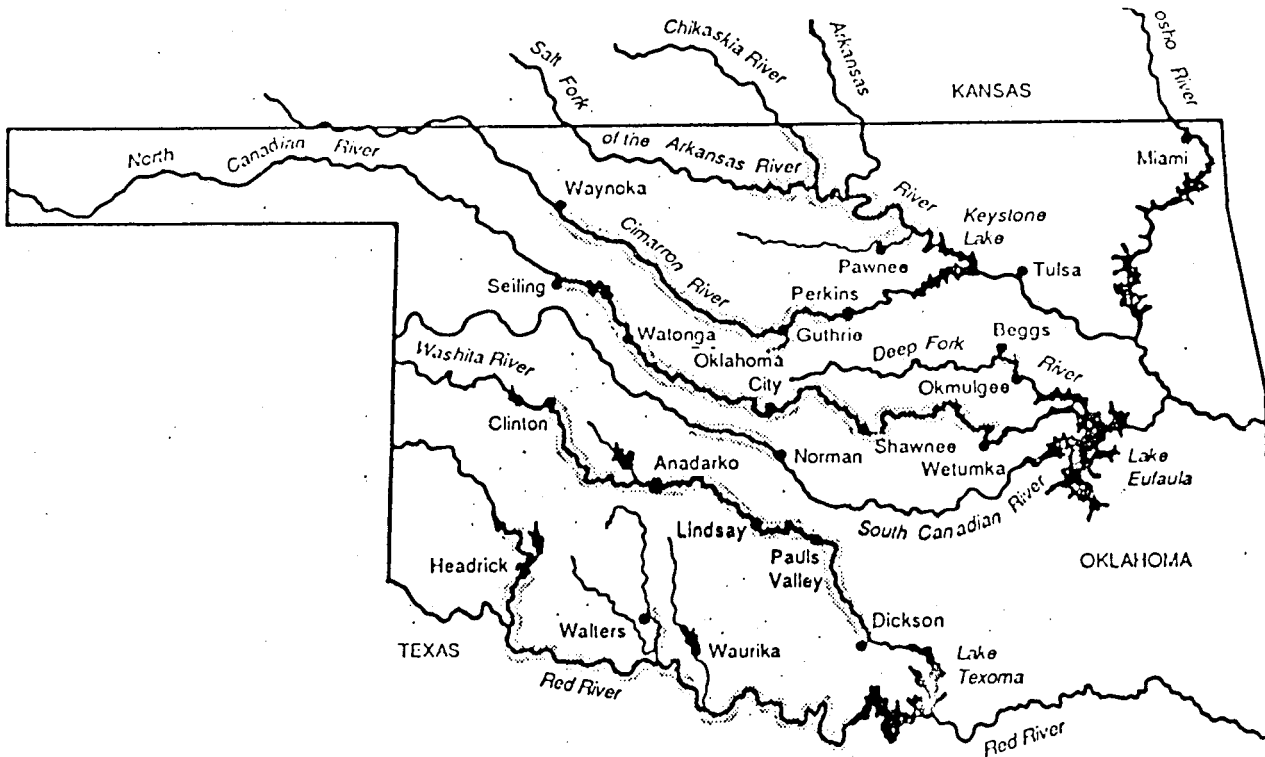 Salt Fork
Chikaskia River
Arkansas
osho River
KANSAS
of the Arkansas River
North Canadian River
Miami
Waynoka
River
Keystone
Lake
Cimarron River
Pawnee
Tulsa
Seiling
Perkins
Guthrie
Beggs
Watonga
Oklahoma
City
Deep Fork River
Washita River
Okmulgee
Clinton
Shawnee
Norman
Wetumka
Lake
Eufaula
Anadarko
South Canadian River
Lindsay
Pauls
Valley
Headrick
OKLAHOMA
Dickson
Walters
Waurika
TEXAS
Lake
Texoma
Red River
Red River